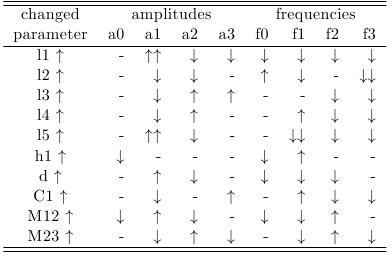 changed amplitudes frequencies
parameter a0 a1 a2 a3 f0 f1 f2 f3
l1 ↑ - ↑↑ ↓ ↓ ↓ ↓ ↓ ↓
l2 ↑ - ↓ ↓ - ↑ ↓ - ↓↓
l3 ↑ - ↓ ↑ ↑ - - ↓ ↓
l4 ↑ - ↓ ↑ - - ↑ ↓ ↓
l5 ↑ - ↑↑ ↓ - - ↓↓ ↓ ↓
h1 ↑ ↓ - - - ↓ ↑ - -
d ↑ - ↑ ↓ - ↓ ↓ ↓ -
C1 ↑ - ↓ - ↑ - ↑ ↓ ↓
M12 ↑ ↓ ↑ ↓ - ↓ ↓ ↑ -
M23 ↑ - ↓ ↑ ↓ - ↓ ↑ ↓